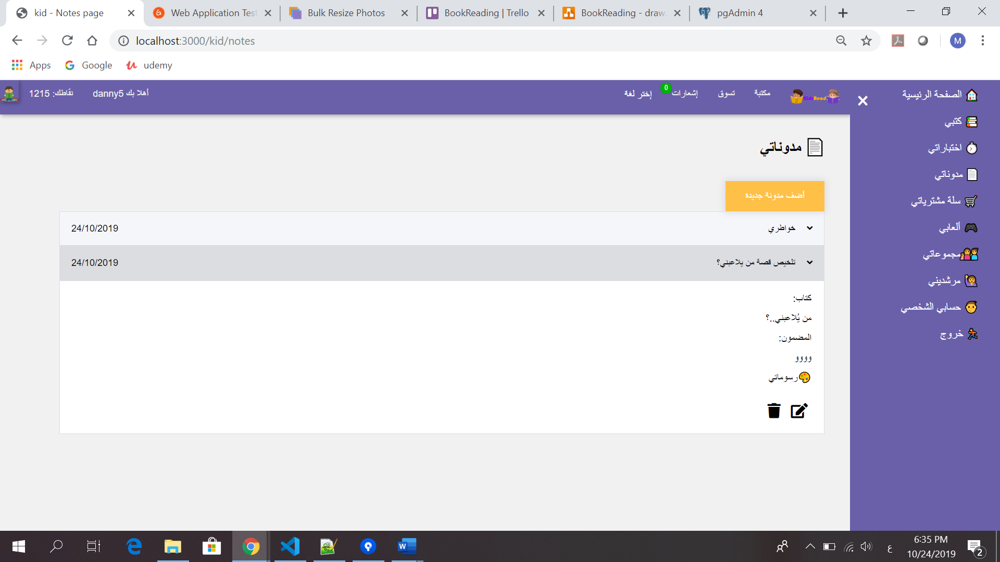 kid - Notes page
Web Application Test
Bulk Resize Photos
BookReading | Trello
BookReading - draw.
pgAdmin 4
localhost:3000/kid/notes
M
Apps
Google
udemy
الصفحة الرئيسية
كتبي
اختباراتي
مدوناتي
سلة مشترياتي
ألعابي
مجموعاتي
مرشديني
حسابي الشخصي
خروج
KidsRead
مكتبة
تسوق
إشعارات
0
إختر لغة
أهلا بك danny5
نقاطك: 1215
مدوناتي
أضف مدونة جديدة
خواطري
24/10/2019
تلخيص قصة من يلاعبني؟
24/10/2019
كتاب:
من يُلاعبني..؟
المضمون:
وووو
رسوماتي
ع
6:35 PM
10/24/2019
2